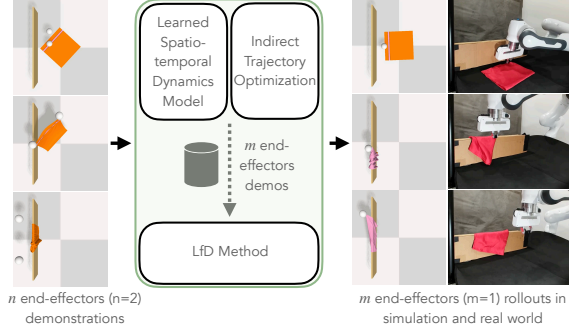 Learned
Spatio-
temporal
Dynamics
Model
Indirect
Trajectory
Optimization
m end-
effectors
demos
LfD Method
n end-effectors (n=2)
demonstrations
m end-effectors (m=1) rollouts in
simulation and real world